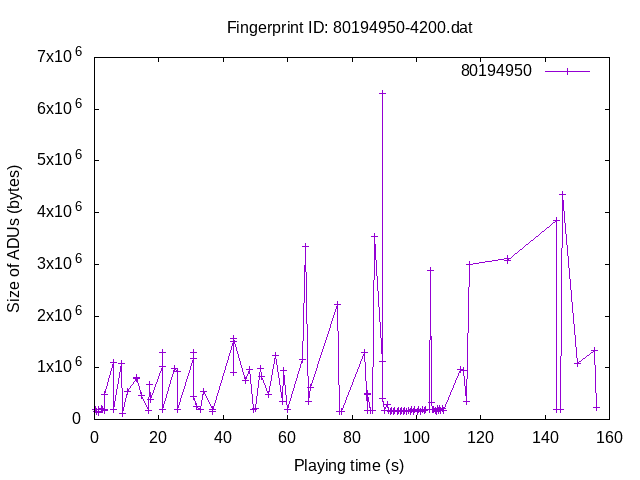 Fingerprint ID: 80194950-4200.dat
7x10^6
6x10^6
5x10^6
4x10^6
3x10^6
2x10^6
1x10^6
0
80194950
Size of ADUs (bytes)
0 20 40 60 80 100 120 140 160
Playing time (s)